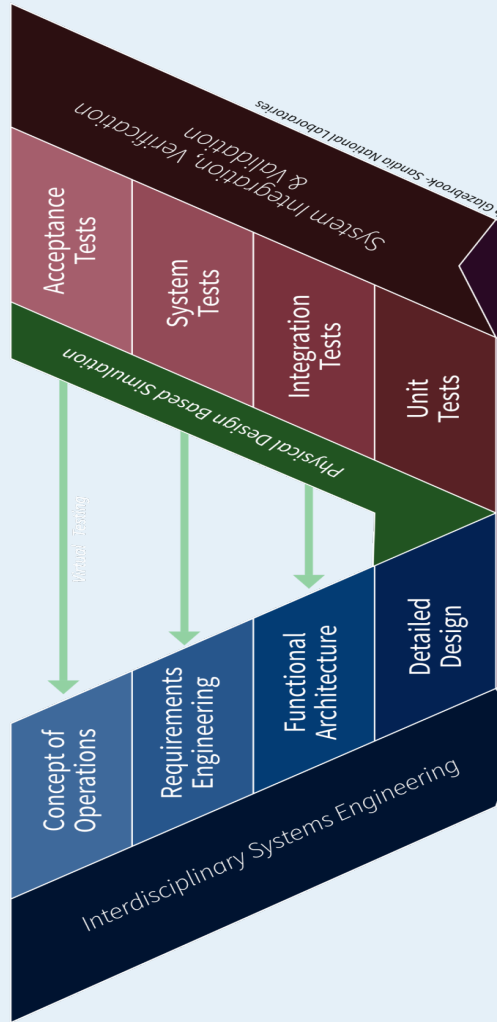 Interdisciplinary Systems Engineering
Concept of
Operations
Requirements
Engineering
Functional
Architecture
Detailed
Design
Physical Design Based Simulation
Acceptance
Tests
System
Tests
Integration
Tests
Unit
Tests
System Integration, Verification
& Validation
Glazebrook- Sandia National Laboratories